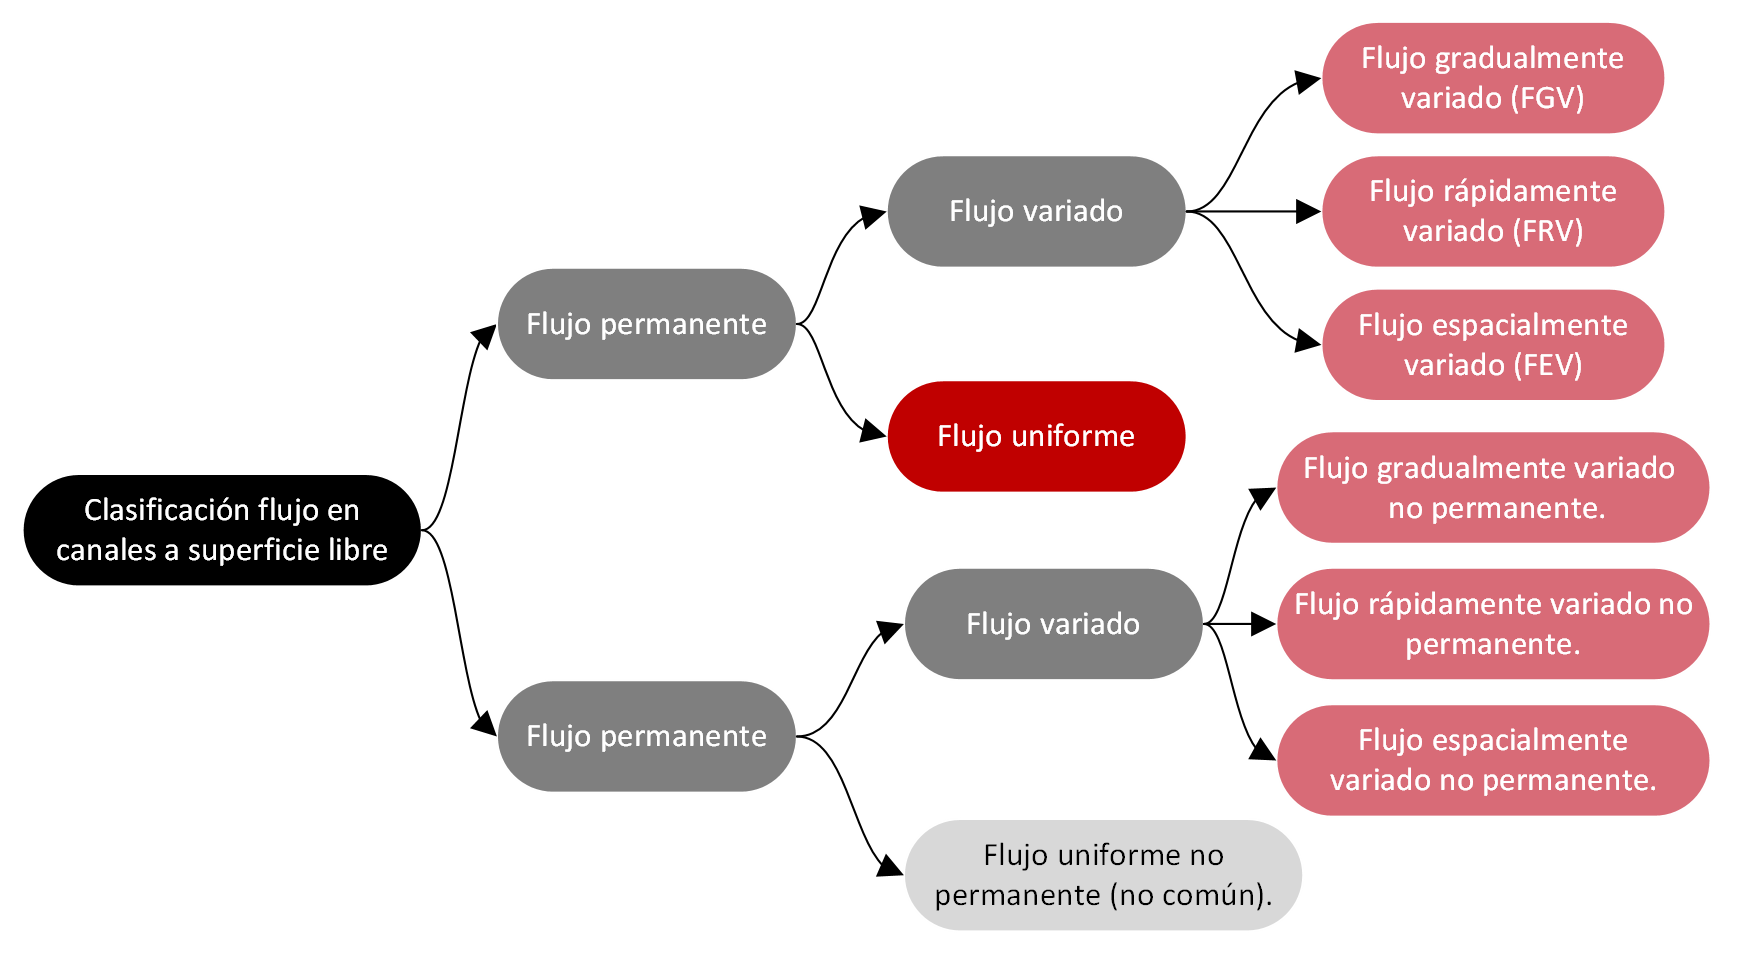 Clasificación flujo en
canales a superficie libre
Flujo permanente
Flujo variado
Flujo gradualmente
variado (FGV)
Flujo rápidamente
variado (FRV)
Flujo espacialmente
variado (FEV)
Flujo uniforme
Flujo permanente
Flujo variado
Flujo gradualmente variado
no permanente.
Flujo rápidamente variado no
permanente.
Flujo espacialmente
variado no permanente.
Flujo uniforme no
permanente (no común).